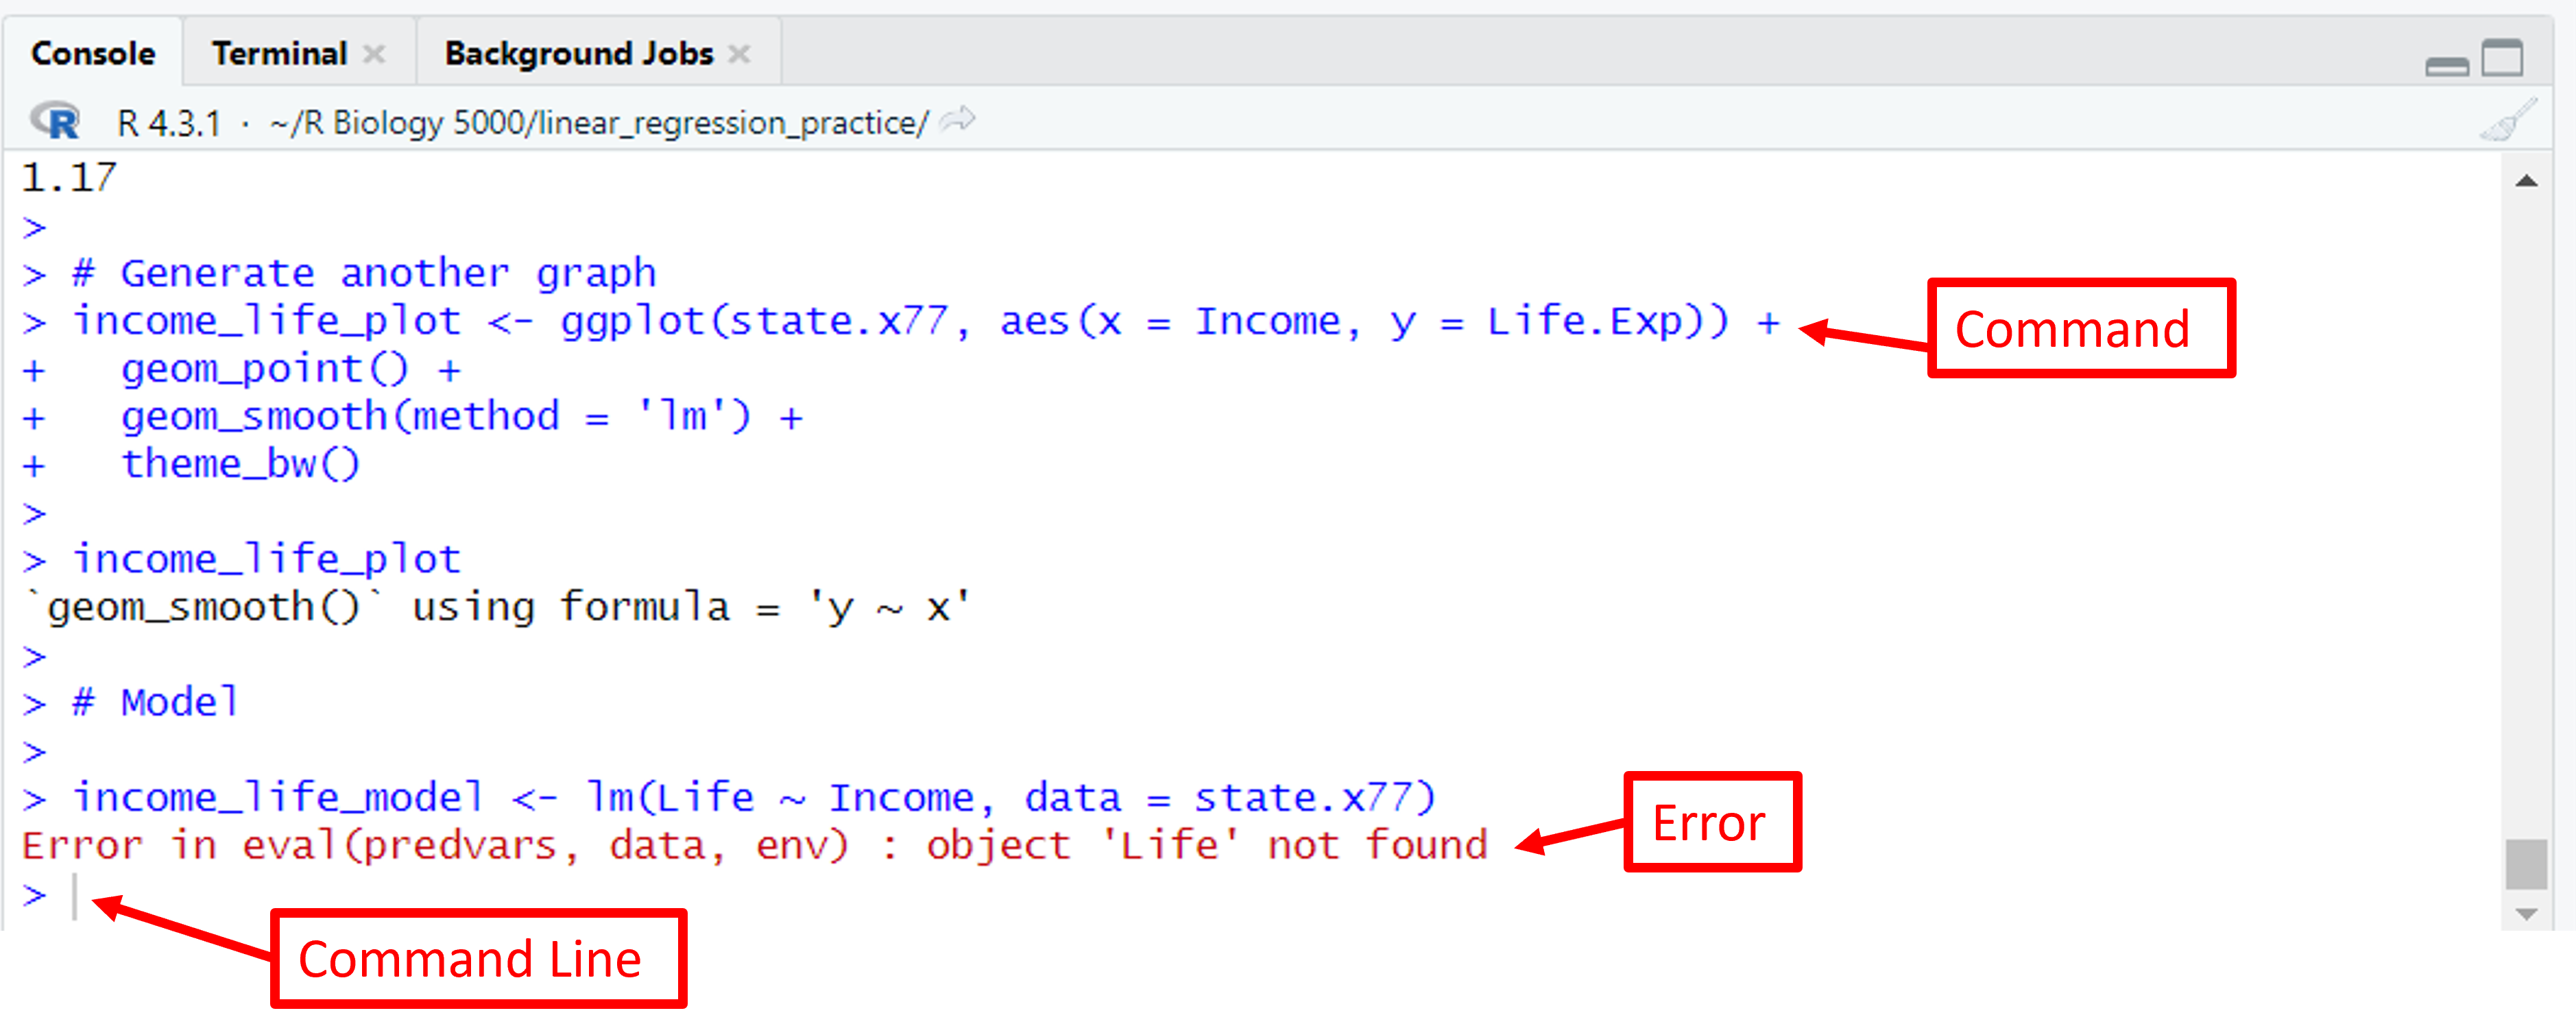 Console Terminal Background Jobs
R R 4.3.1 · ~/R Biology 5000/linear_regression_practice/
1.17
>
> # Generate another graph
> income_life_plot <- ggplot(state.x77, aes(x = Income, y = Life.Exp)) +
Command
+   geom_point() +
+   geom_smooth(method = 'lm') +
+   theme_bw()
>
> income_life_plot
`geom_smooth()` using formula = 'y ~ x'
>
> # Model
>
> income_life_model <- lm(Life ~ Income, data = state.x77)
Error in eval(predvars, data, env) : object 'Life' not found
Error
>
Command Line